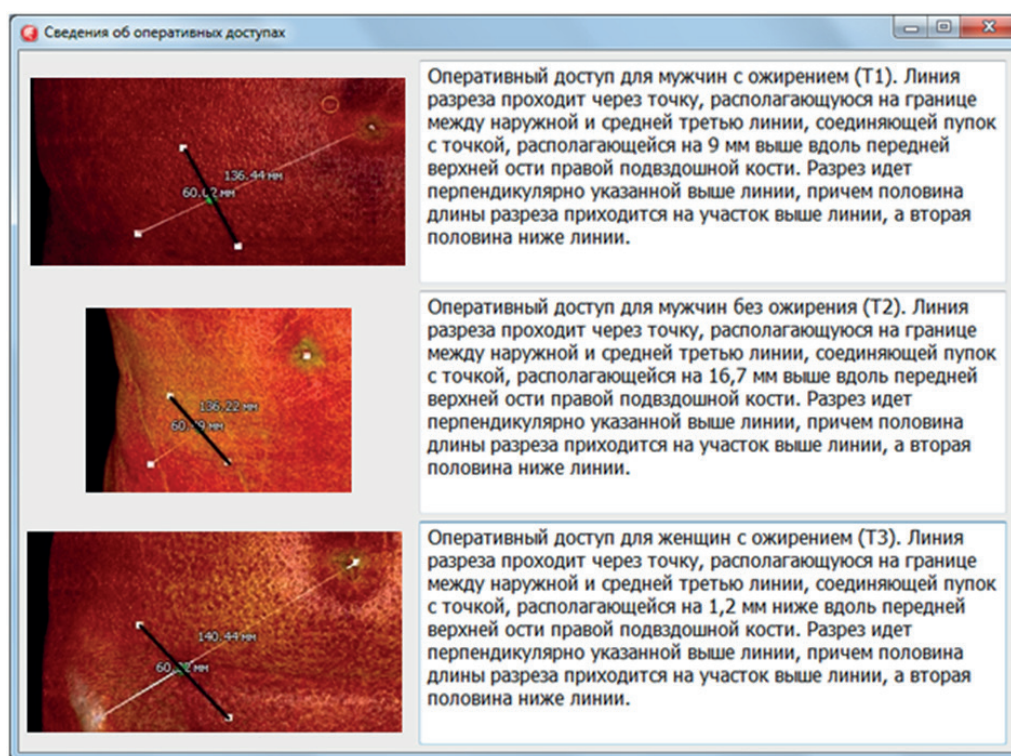 Сведения об оперативных доступах
136.44 мм
мм
Оперативный доступ для мужчин с ожирением (Т1). Линия
разреза проходит через точку, располагающуюся на границе
между наружной и средней третью линии, соединяющей пупок
с точкой, располагающейся на 9 мм выше вдоль передней
верхней оси правой подвздошной кости. Разрез идет
перпендикулярно указанной выше линии, причем половина
длины разреза приходится на участок выше линии, а вторая
половина ниже линии.
136.22 мм
мм
Оперативный доступ для мужчин без ожирения (Т2). Линия
разреза проходит через точку, располагающуюся на границе
между наружной и средней третью линии, соединяющей пупок
с точкой, располагающейся на 16,7 мм выше вдоль передней
верхней оси правой подвздошной кости. Разрез идет
перпендикулярно указанной выше линии, причем половина
длины разреза приходится на участок выше линии, а вторая
половина ниже линии.
140.44 мм
мм
Оперативный доступ для женщин с ожирением (Т3). Линия
разреза проходит через точку, располагающуюся на границе
между наружной и средней третью линии, соединяющей пупок
с точкой, располагающейся на 1,2 мм ниже вдоль передней
верхней оси правой подвздошной кости. Разрез идет
перпендикулярно указанной выше линии, причем половина
длины разреза приходится на участок выше линии, а вторая
половина ниже линии.